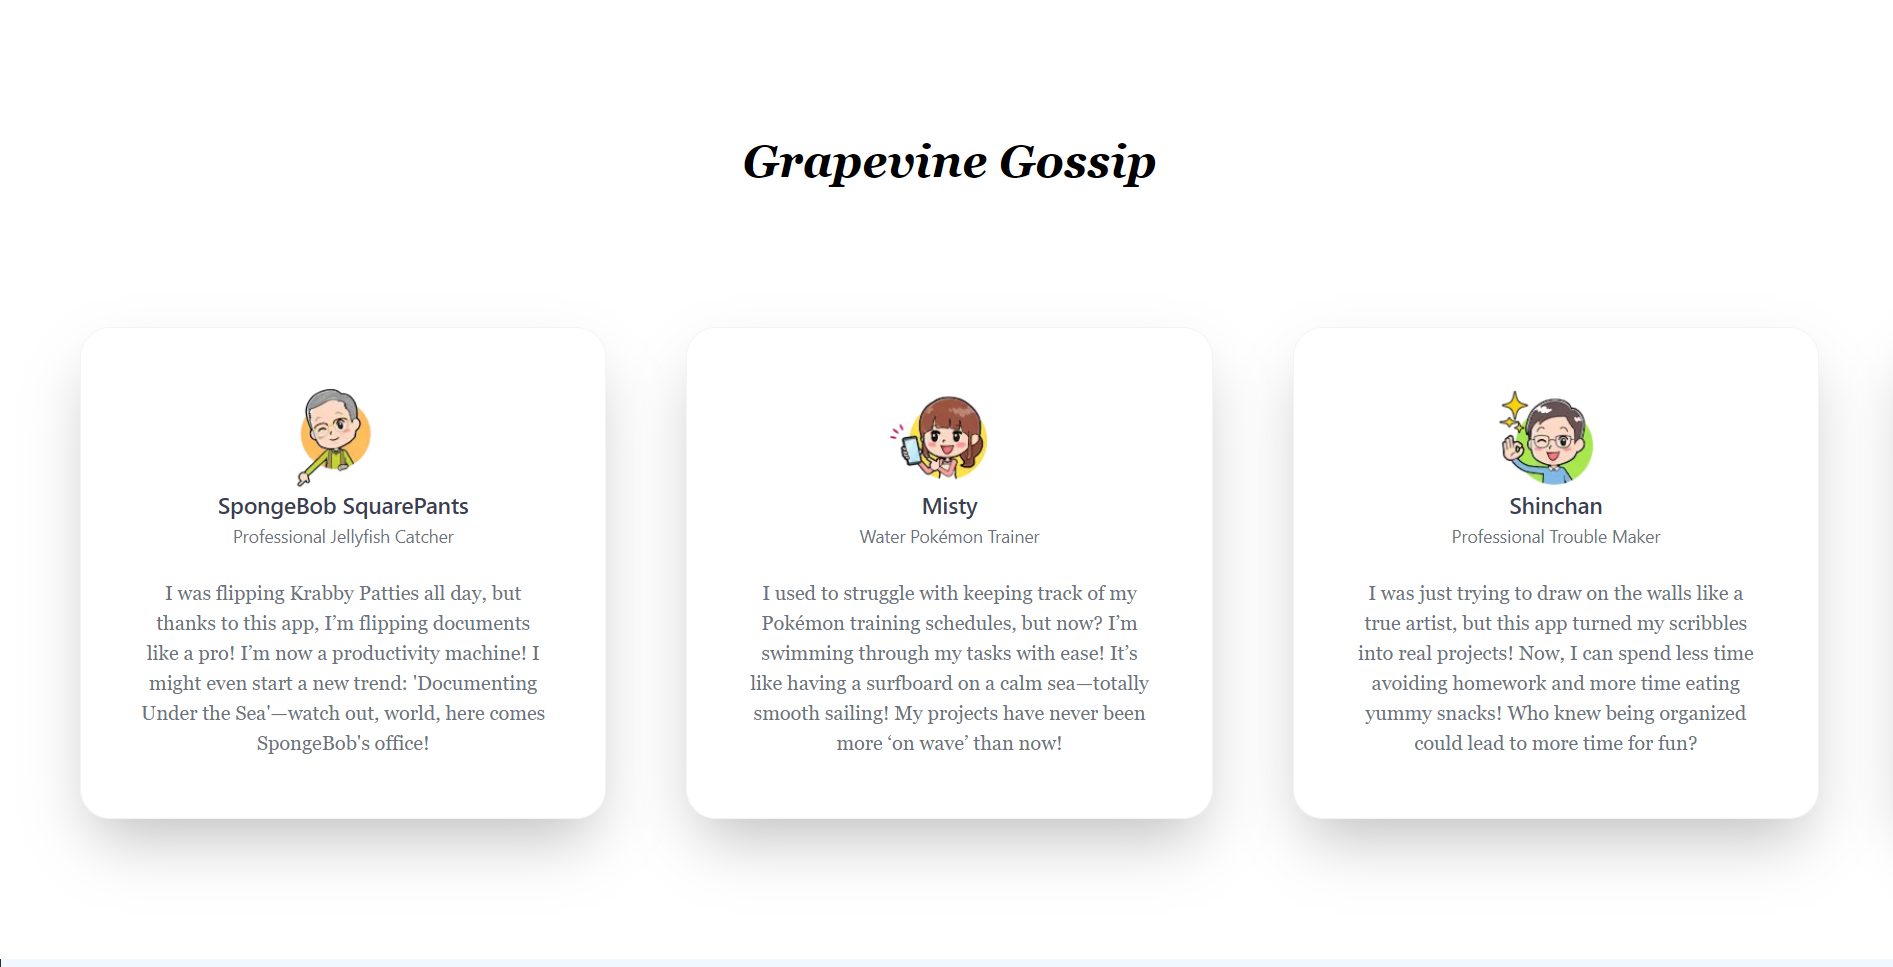 Grapevine Gossip
SpongeBob SquarePants
Professional Jellyfish Catcher
I was flipping Krabby Patties all day, but
thanks to this app, I’m flipping documents
like a pro! I’m now a productivity machine! I
might even start a new trend: 'Documenting
Under the Sea'—watch out, world, here comes
SpongeBob's office!
Misty
Water Pokémon Trainer
I used to struggle with keeping track of my
Pokémon training schedules, but now? I’m
swimming through my tasks with ease! It’s
like having a surfboard on a calm sea—totally
smooth sailing! My projects have never been
more ‘on wave’ than now!
Shinchan
Professional Trouble Maker
I was just trying to draw on the walls like a
true artist, but this app turned my scribbles
into real projects! Now, I can spend less time
avoiding homework and more time eating
yummy snacks! Who knew being organized
could lead to more time for fun?